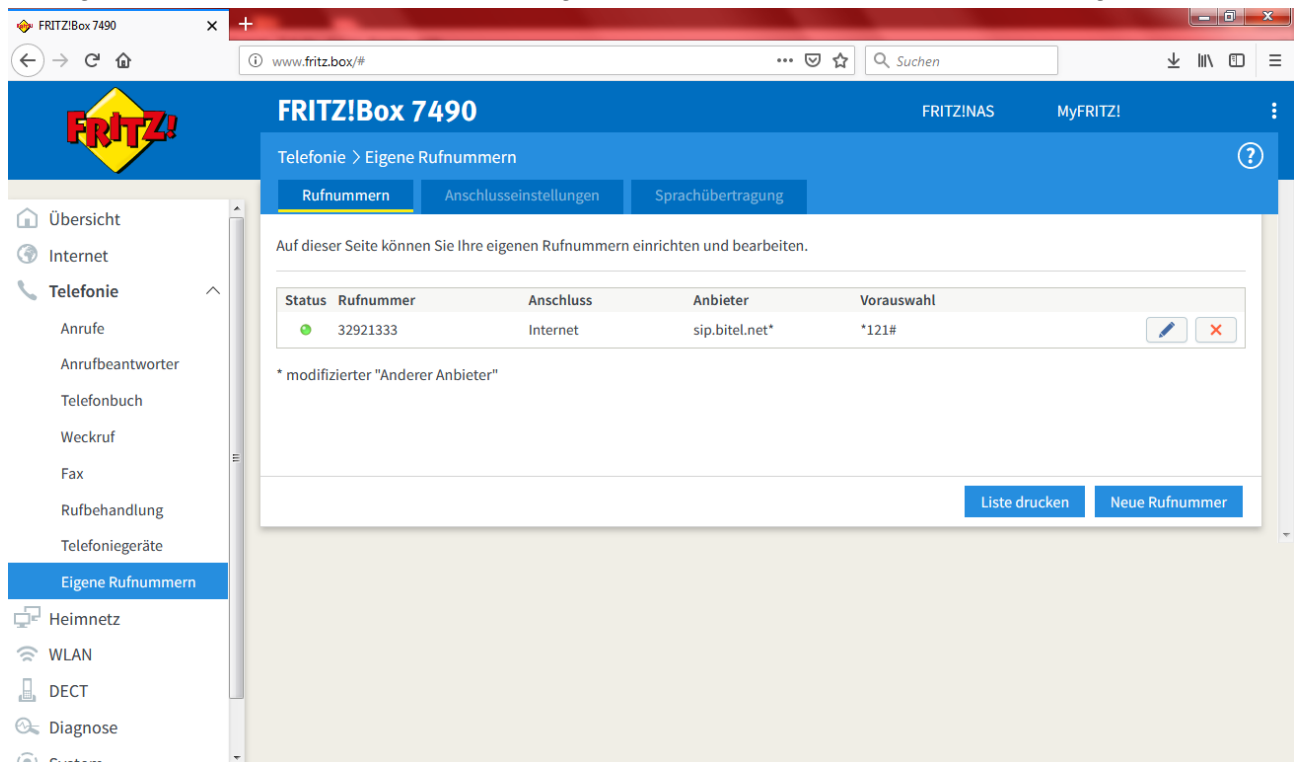 FRITZ!Box 7490
www.fritz.box/#
Suchen
FRITZ!
FRITZ!Box 7490
FRITZ!NAS
MyFRITZ!
Telefonie > Eigene Rufnummern
?
Rufnummern Anschlusseinstellungen Sprachübertragung
Übersicht
Internet
Telefonie
Anrufe
Anrufbeantworter
Telefonbuch
Weckruf
Fax
Rufbehandlung
Telefoniegeräte
Eigene Rufnummern
Heimnetz
WLAN
DECT
Diagnose
Auf dieser Seite können Sie Ihre eigenen Rufnummern einrichten und bearbeiten.
Status Rufnummer Anschluss Anbieter Vorauswahl
32921333 Internet sip.bitel.net* *121#
* modifizierter "Anderer Anbieter"
Liste drucken Neue Rufnummer